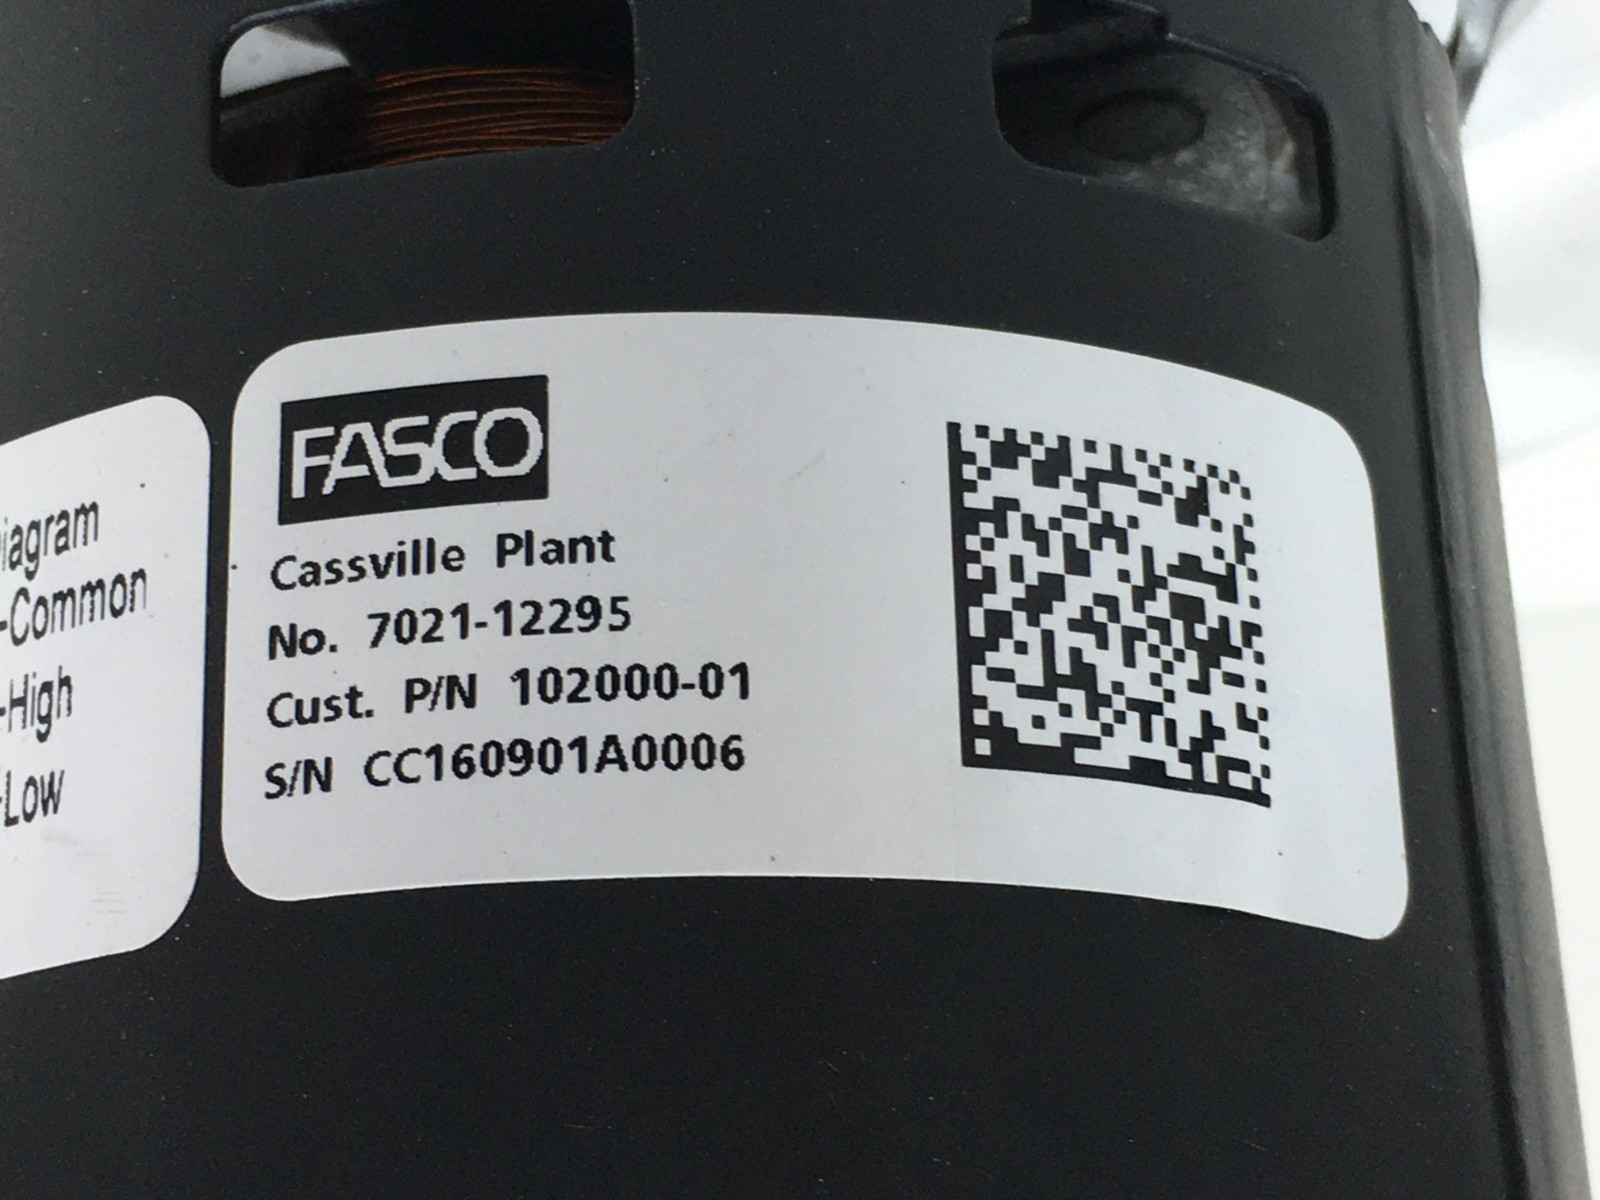 FASCO
Cassville Plant
No. 7021-12295
Cust. P/N 102000-01
S/N CC160901A0006
iagram
-Common
-High
-Low